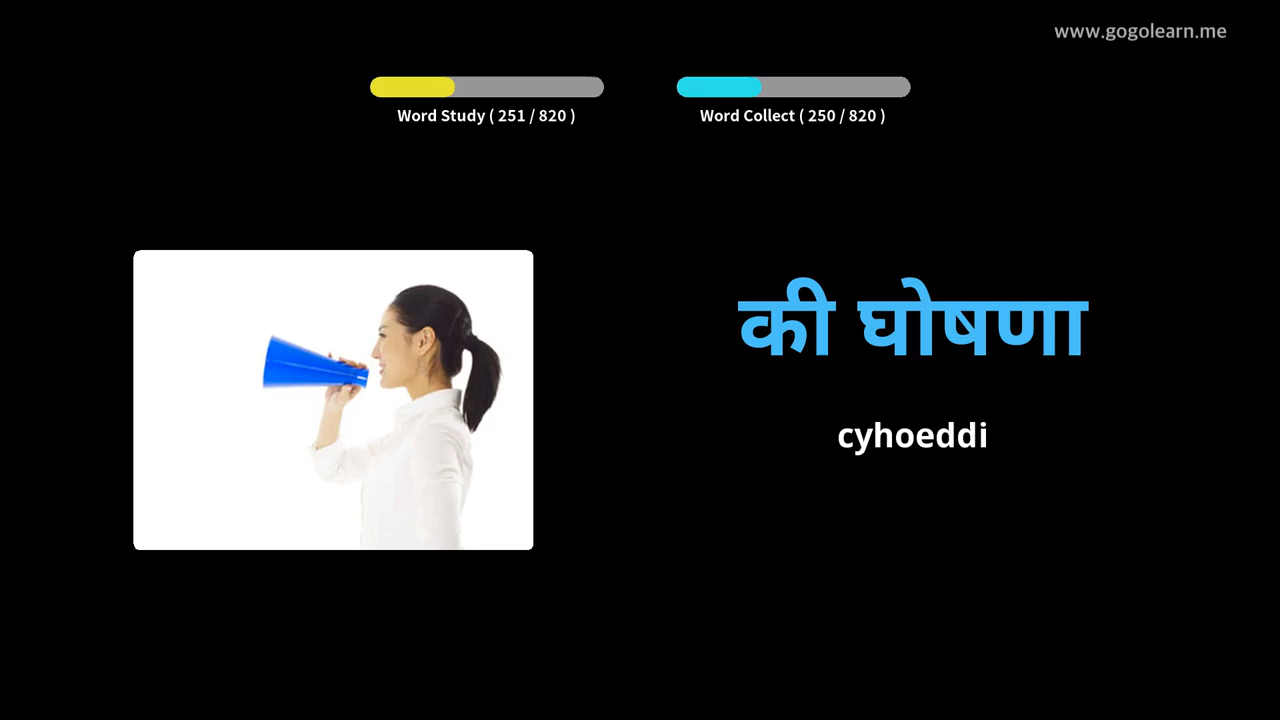 www.gogolearn.me
Word Study ( 251 / 820 )
Word Collect ( 250 / 820 )
की घोषणा
cyhoeddi